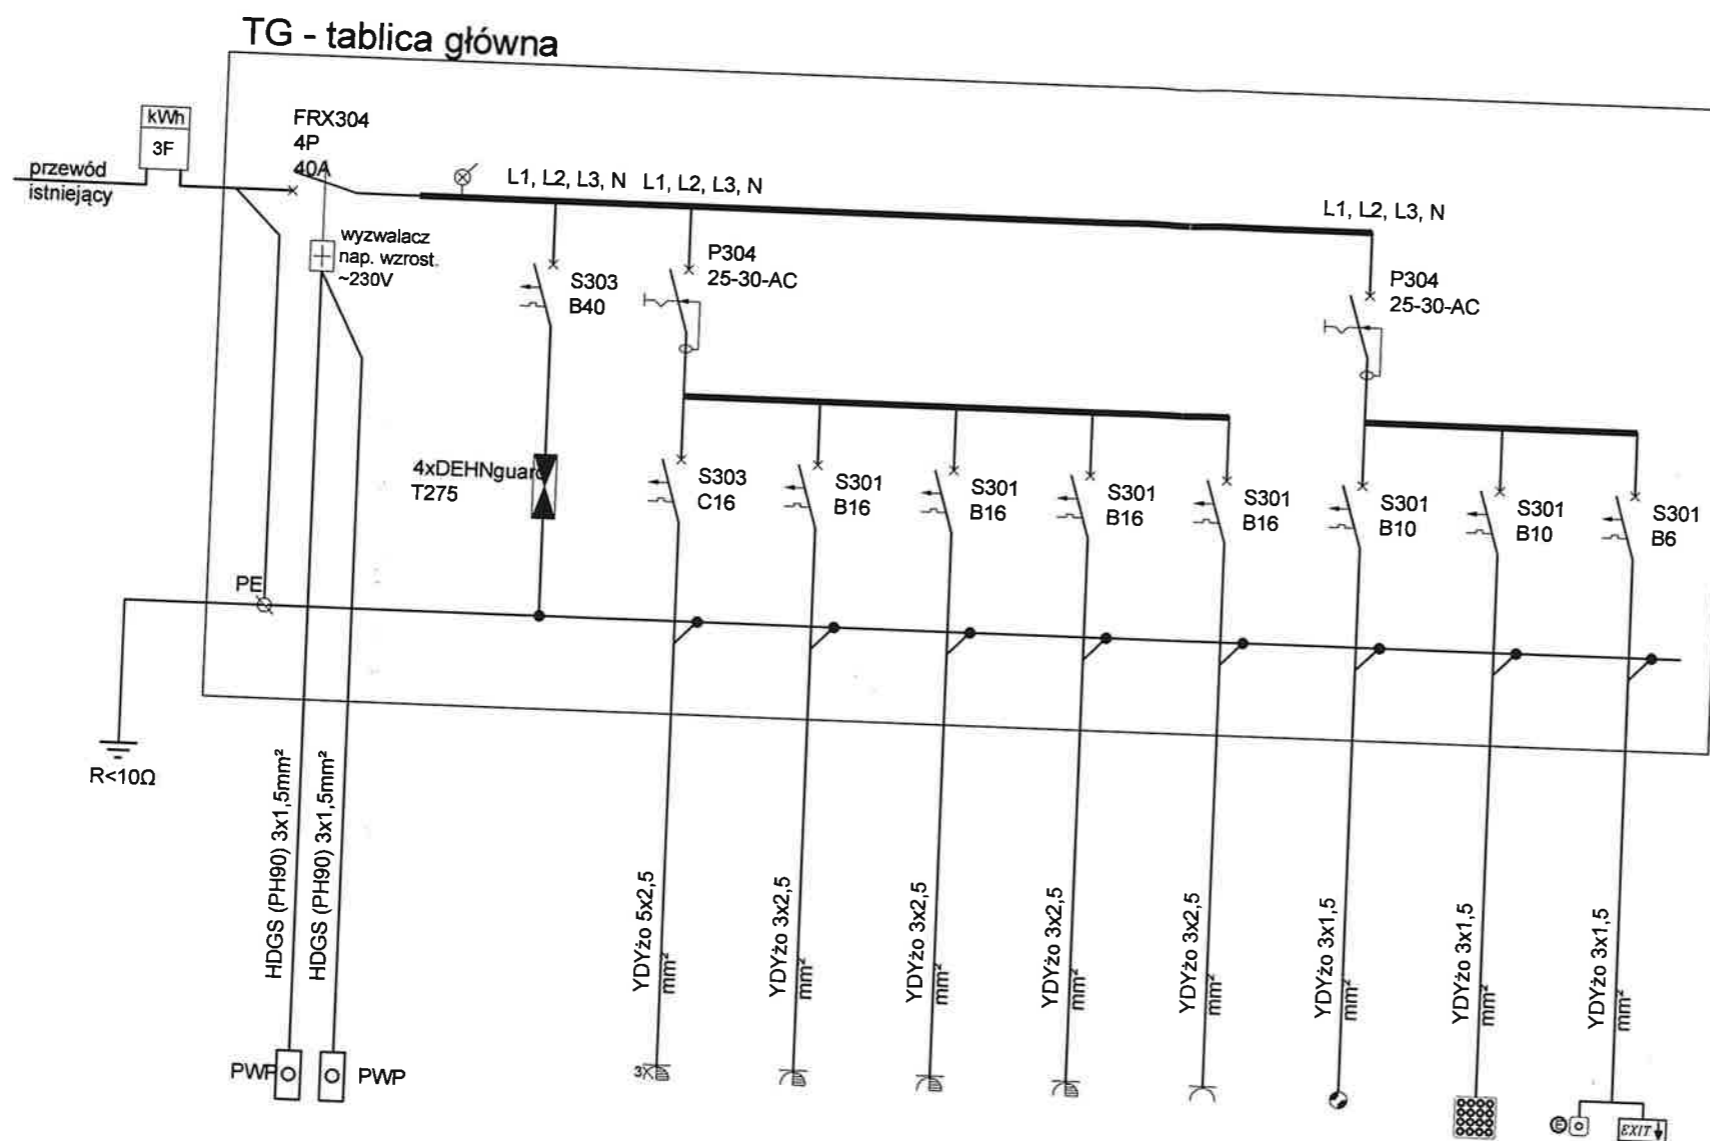 TG - tablica główna
kWh
3F
przewód
istniejący
FRX304
4P
40A
wyzwalacz
nap. wzrost.
~230V
L1, L2, L3, N
L1, L2, L3, N
L1, L2, L3, N
S303
B40
P304
25-30-AC
P304
25-30-AC
4xDEHNguard
T275
S303
C16
S301
B16
S301
B16
S301
B16
S301
B16
S301
B10
S301
B10
S301
B6
PE
R<10Ω
HDGS (PH90) 3x1,5mm²
HDGS (PH90) 3x1,5mm²
YDYżo 5x2,5
mm²
YDYżo 3x2,5
mm²
YDYżo 3x2,5
mm²
YDYżo 3x2,5
mm²
YDYżo 3x2,5
mm²
YDYżo 3x1,5
mm²
YDYżo 3x1,5
mm²
YDYżo 3x1,5
mm²
PWP
PWP
3X
E
EXIT